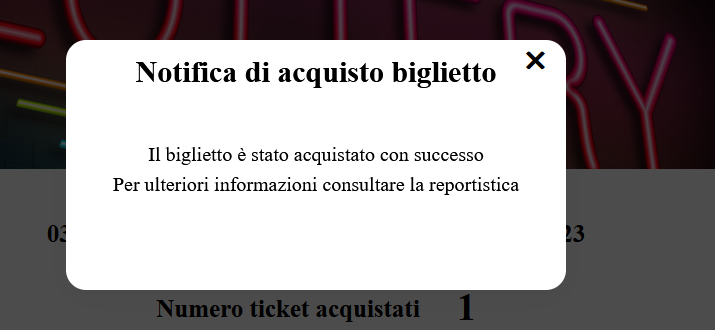 Notifica di acquisto biglietto
Il biglietto è stato acquistato con successo
Per ulteriori informazioni consultare la reportistica
Numero ticket acquistati 1